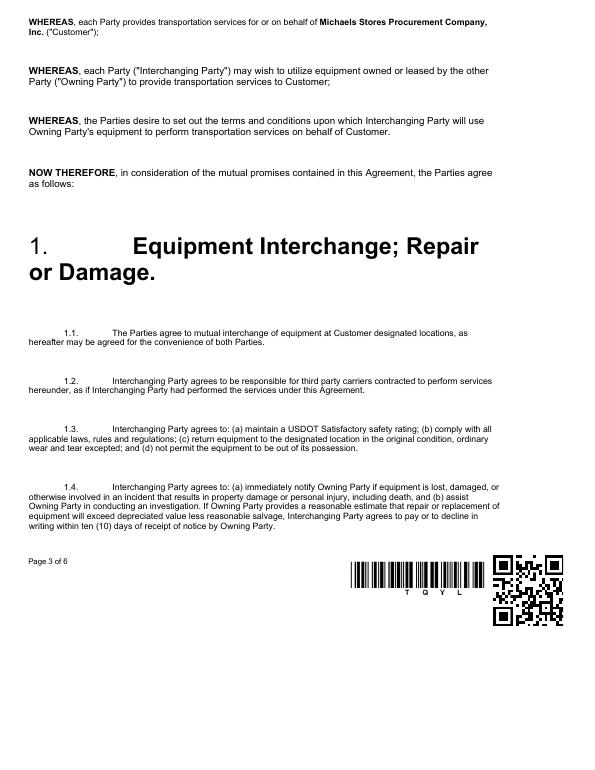 WHEREAS, each Party provides transportation services for or on behalf of Michaels Stores Procurement Company,
Inc. ("Customer");
WHEREAS, each Party ("Interchanging Party") may wish to utilize equipment owned or leased by the other
Party ("Owning Party") to provide transportation services to Customer;
WHEREAS, the Parties desire to set out the terms and conditions upon which Interchanging Party will use
Owning Party's equipment to perform transportation services on behalf of Customer.
NOW THEREFORE, in consideration of the mutual promises contained in this Agreement, the Parties agree
as follows:
1. Equipment Interchange; Repair
or Damage.
1.1. The Parties agree to mutual interchange of equipment at Customer designated locations, as
hereafter may be agreed for the convenience of both Parties.
1.2. Interchanging Party agrees to be responsible for third party carriers contracted to perform services
hereunder, as if Interchanging Party had performed the services under this Agreement.
1.3. Interchanging Party agrees to: (a) maintain a USDOT Satisfactory safety rating; (b) comply with all
applicable laws, rules and regulations; (c) return equipment to the designated location in the original condition, ordinary
wear and tear excepted; and (d) not permit the equipment to be out of its possession.
1.4. Interchanging Party agrees to: (a) immediately notify Owning Party if equipment is lost, damaged, or
otherwise involved in an incident that results in property damage or personal injury, including death, and (b) assist
Owning Party in conducting an investigation. If Owning Party provides a reasonable estimate that repair or replacement of
equipment will exceed depreciated value less reasonable salvage, Interchanging Party agrees to pay or to decline in
writing within ten (10) days of receipt of notice by Owning Party.
Page 3 of 6
T Q Y L